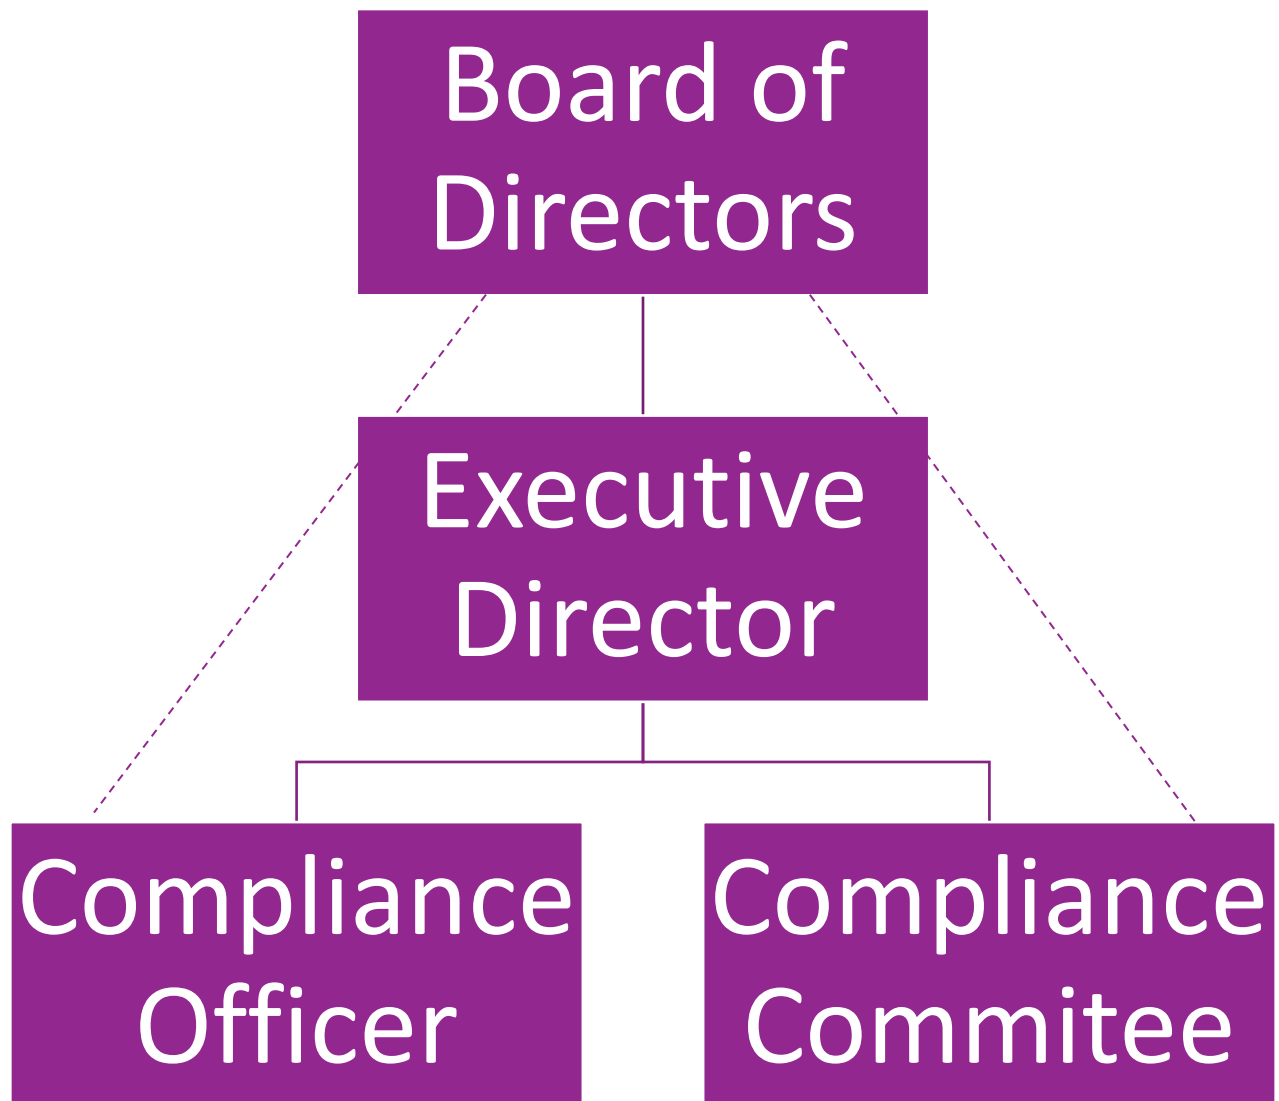 Board of
Directors
Executive
Director
Compliance
Officer
Compliance
Commitee